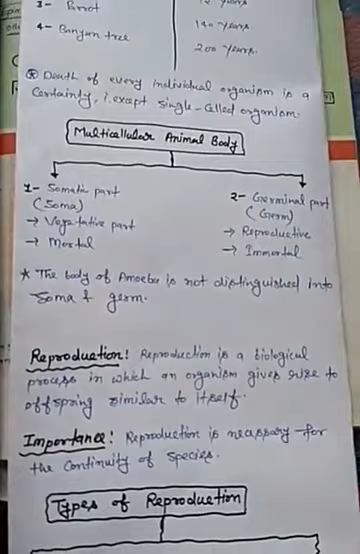 3- Parrot
4- Banyan tree
140 years
200 years.
Death of every individual organism is a
Certainty, i.except single-celled organism.
Multicellular Animal Body
1- Somatic part
(Soma)
→ Vegetative part
→ Mortal
2- Germinal part
(Germ)
→ Reproductive
→ Immortal
* The body of Amoeba is not distinguished into
Soma & germ.
Reproduction: Reproduction is a biological
process in which an organism gives rise to
offspring similar to itself.
Importance: Reproduction is necessary for
the continuity of species.
Types of Reproduction